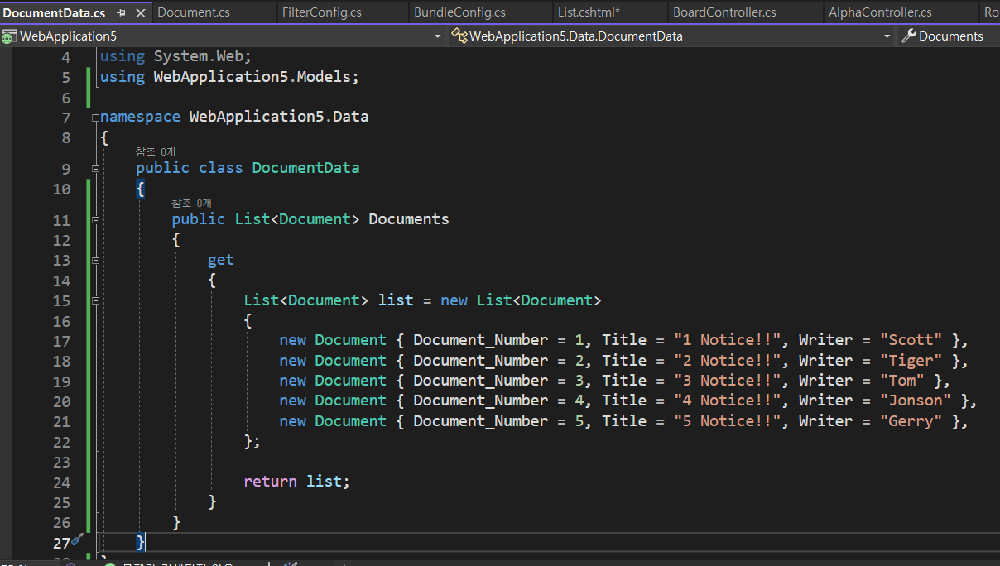 DocumentData.cs Document.cs FilterConfig.cs BundleConfig.cs List.cshtml* BoardController.cs AlphaController.cs Ro
WebApplication5 WebApplication5.Data.DocumentData Documents
4 using System.Web;
5 using WebApplication5.Models;
6
7 namespace WebApplication5.Data
8 {
참조 0개
9 public class DocumentData
10 {
참조 0개
11 public List<Document> Documents
12 {
13 get
14 {
15 List<Document> list = new List<Document>
16 {
17 new Document { Document_Number = 1, Title = "1 Notice!!", Writer = "Scott" },
18 new Document { Document_Number = 2, Title = "2 Notice!!", Writer = "Tiger" },
19 new Document { Document_Number = 3, Title = "3 Notice!!", Writer = "Tom" },
20 new Document { Document_Number = 4, Title = "4 Notice!!", Writer = "Jonson" },
21 new Document { Document_Number = 5, Title = "5 Notice!!", Writer = "Gerry" },
22 };
23
24 return list;
25 }
26 }
27 }